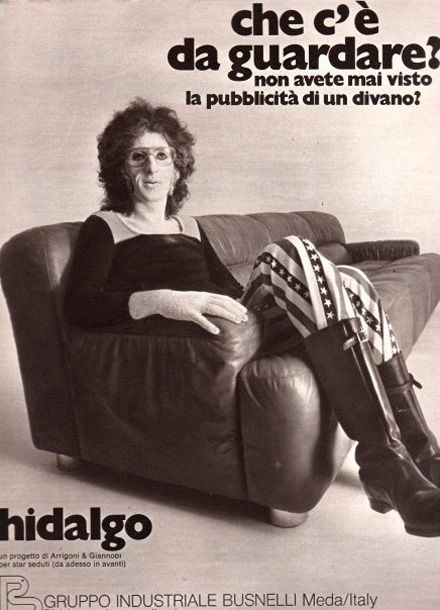 che c'è
da guardare?
non avete mai visto
la pubblicità di un divano?
hidalgo
un progetto di Arrigoni & Giannobi
per star seduti (da adesso in avanti)
GRUPPO INDUSTRIALE BUSNELLI Meda/Italy